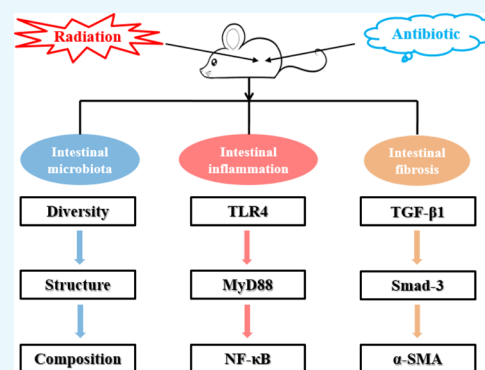 Radiation
Antibiotic
Intestinal
microbiota
Intestinal
inflammation
Intestinal
fibrosis
Diversity
TLR4
TGF-β1
Structure
MyD88
Smad-3
Composition
NF-κB
α-SMA